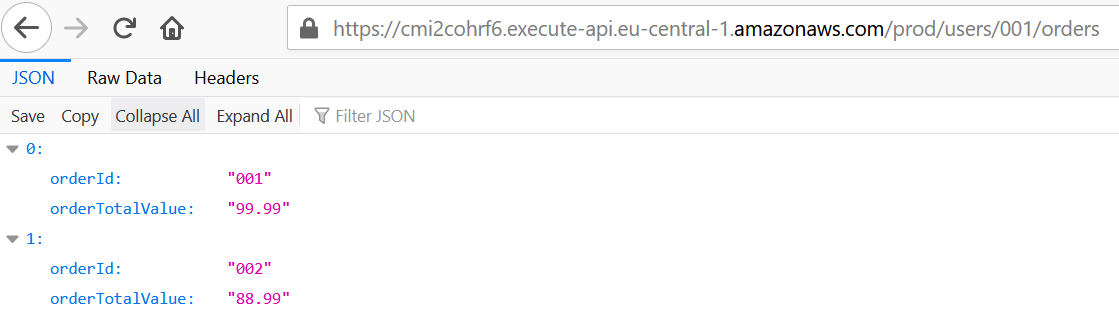 https://cmi2cohrf6.execute-api.eu-central-1.amazonaws.com/prod/users/001/orders
JSON Raw Data Headers
Save Copy Collapse All Expand All Filter JSON
0:
orderId: "001"
orderTotalValue: "99.99"
1:
orderId: "002"
orderTotalValue: "88.99"